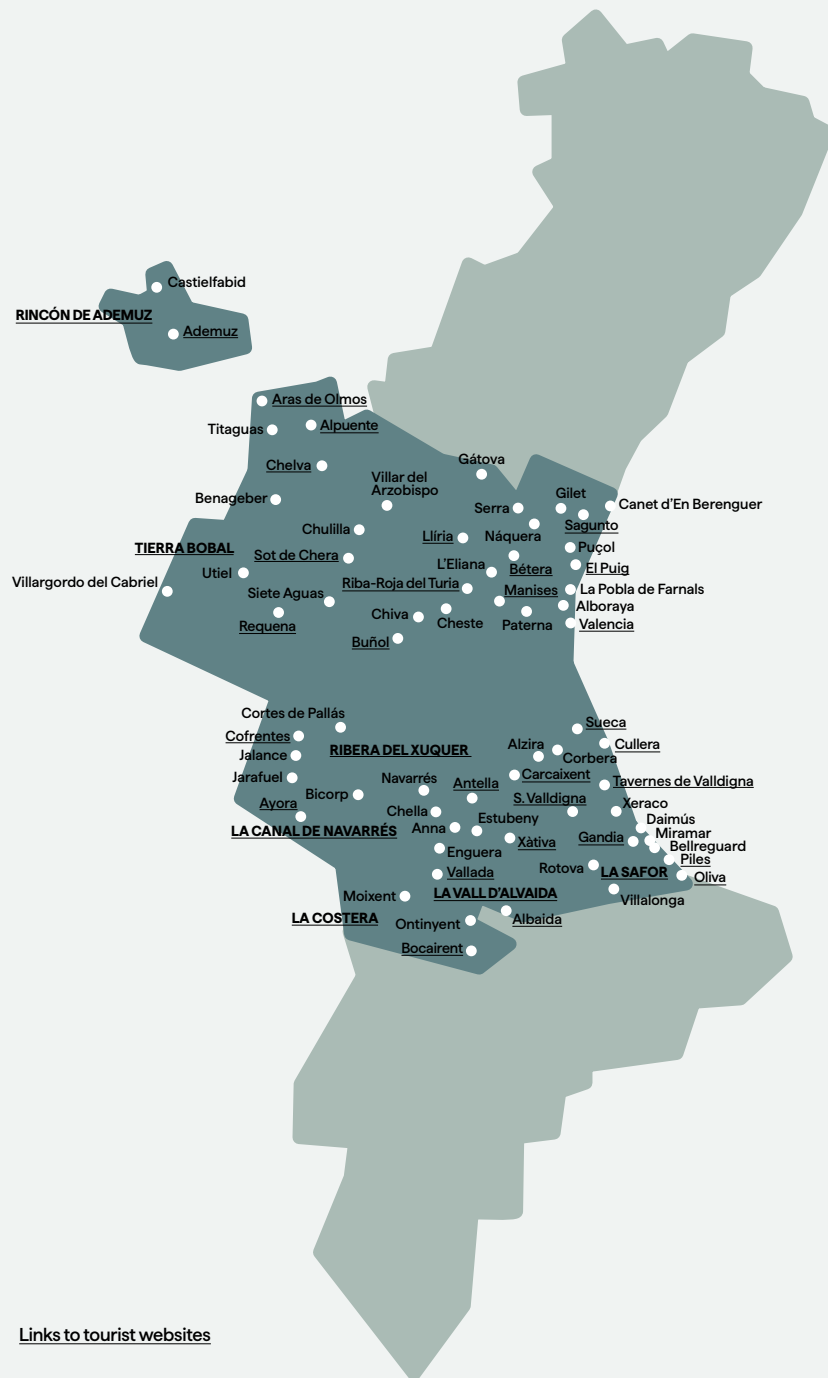 Castielfabid
RINCÓN DE ADEMUZ
Ademuz
Aras de Olmos
Titaguas
Alpuente
Gátova
Chelva
Villar del
Arzobispo
Benageber
Gilet
Serra
Canet d'En Berenguer
Sagunto
Chulilla
Llíria
Náquera
TIERRA BOBAL
Puçol
Sot de Chera
L'Eliana
Bétera
El Puig
Utiel
Villargordo del Cabriel
Riba-Roja del Turia
Manises
La Pobla de Farnals
Siete Aguas
Alboraya
Chiva
Cheste
Paterna
Valencia
Requena
Buñol
Cortes de Pallás
Sueca
Cofrentes
RIBERA DEL XUQUER
Alzira
Cullera
Jalance
Corbera
Jarafuel
Navarrés
Antella
Carcaixent
Tavernes de Valldigna
Ayora
Bicorp
S. Valldigna
Xeraco
Chella
Estubeny
Daimús
LA CANAL DE NAVARRÉS
Anna
Xàtiva
Gandia
Miramar
Bellreguard
Enguera
Piles
Vallada
Rotova
LA SAFOR
Oliva
Moixent
LA VALL D'ALVAIDA
Villalonga
LA COSTERA
Ontinyent
Albaida
Bocairent
Links to tourist websites